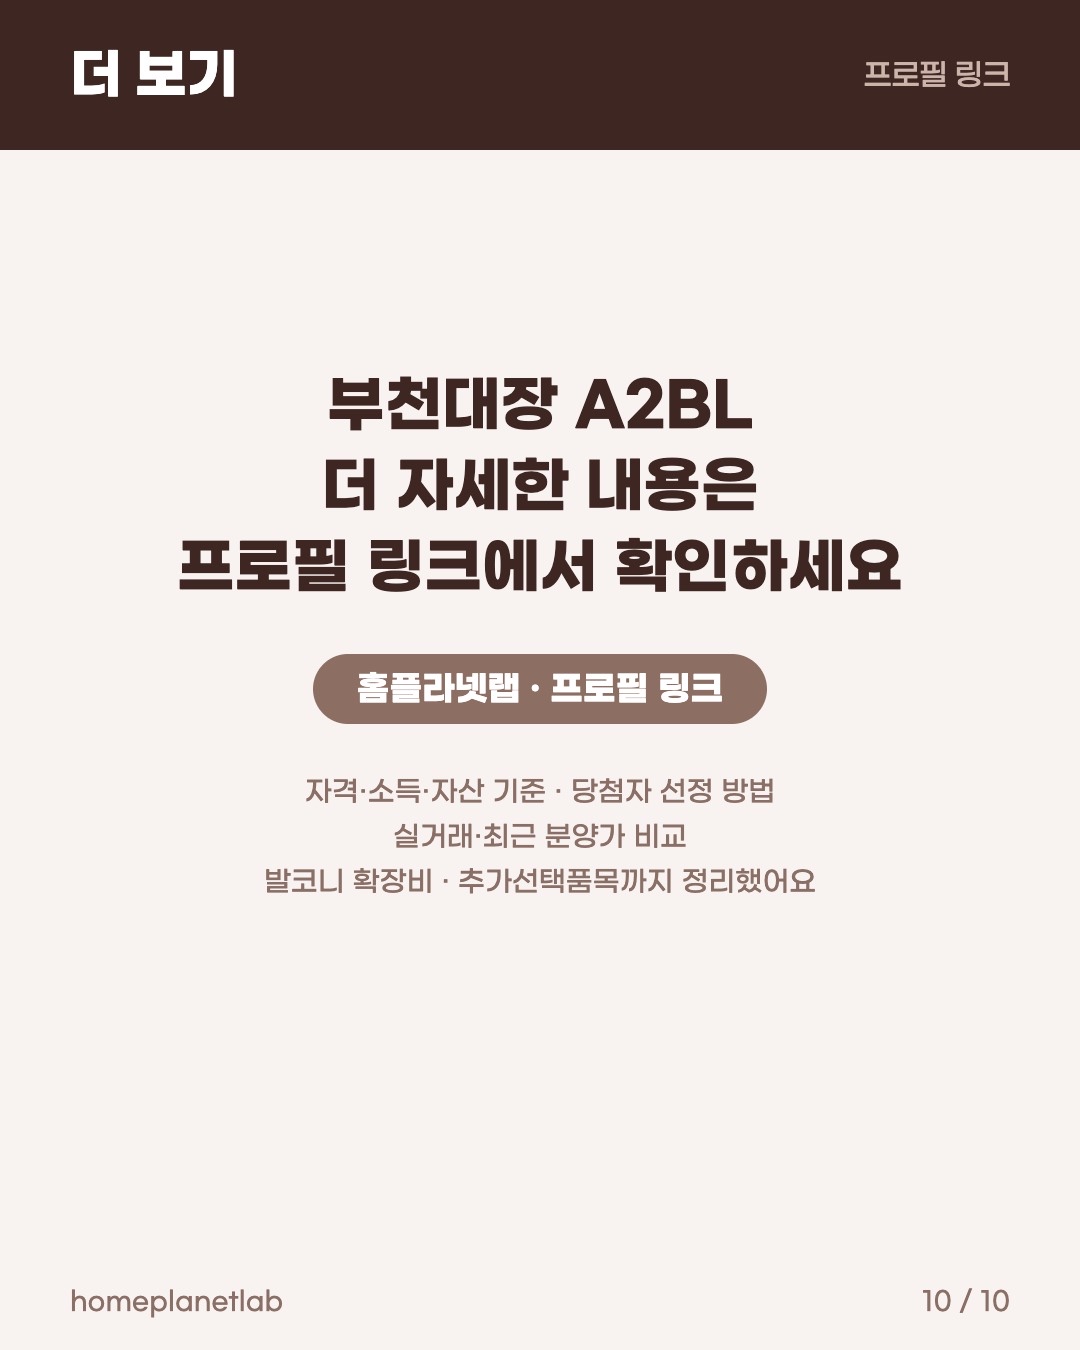 더 보기
프로필 링크
부천대장 A2BL
더 자세한 내용은
프로필 링크에서 확인하세요
홈플라넷랩 · 프로필 링크
자격·소득·자산 기준 · 당첨자 선정 방법
실거래·최근 분양가 비교
발코니 확장비 · 추가선택품목까지 정리했어요
homeplanetlab
10 / 10